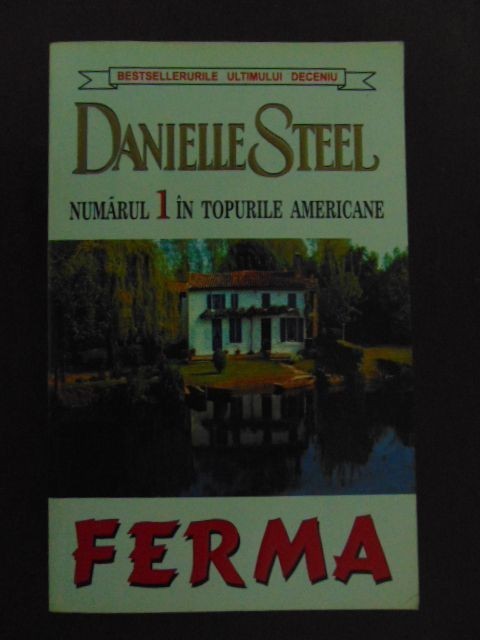 BESTSELLERURILE ULTIMULUI DECENIU
DANIELLE STEEL
NUMĂRUL 1 ÎN TOPURILE AMERICANE
FERMA